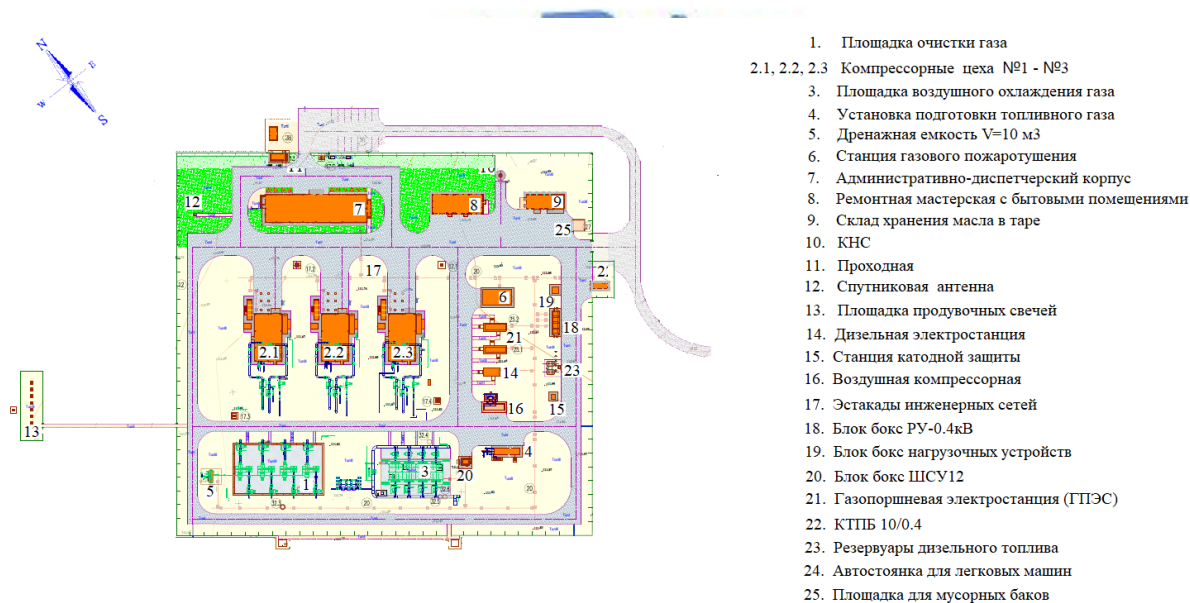 N
E
W
S
1. Площадка очистки газа
2.1, 2.2, 2.3 Компрессорные цеха №1 - №3
3. Площадка воздушного охлаждения газа
4. Установка подготовки топливного газа
5. Дренажная емкость V=10 м3
6. Станция газового пожаротушения
7. Административно-диспетчерский корпус
8. Ремонтная мастерская с бытовыми помещениями
9. Склад хранения масла в таре
10. КНС
11. Проходная
12. Спутниковая антенна
13. Площадка продувочных свечей
14. Дизельная электростанция
15. Станция катодной защиты
16. Воздушная компрессорная
17. Эстакады инженерных сетей
18. Блок бокс РУ-0.4кВ
19. Блок бокс нагрузочных устройств
20. Блок бокс ШСУ12
21. Газопоршневая электростанция (ГПЭС)
22. КТПБ 10/0.4
23. Резервуары дизельного топлива
24. Автостоянка для легковых машин
25. Площадка для мусорных баков
11
10
12
7
8
9
25
17
6
19
18
21
2.1
2.2
2.3
23
14
15
16
13
4
3
20
1
5